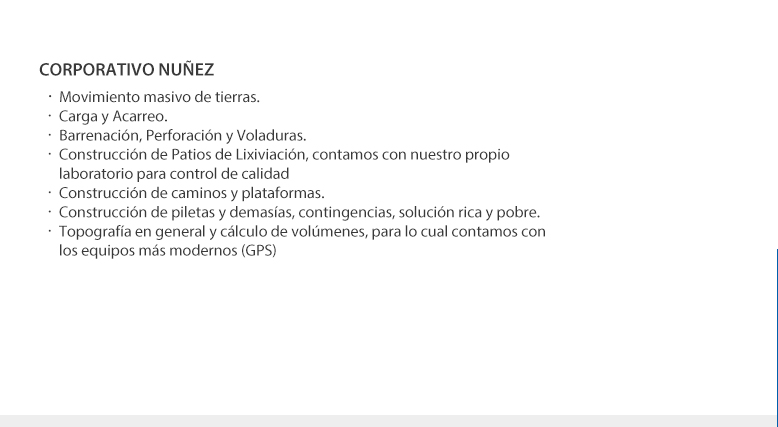 CORPORATIVO NUÑEZ
· Movimiento masivo de tierras.
· Carga y Acarreo.
· Barrenación, Perforación y Voladuras.
· Construcción de Patios de Lixiviación, contamos con nuestro propio
laboratorio para control de calidad
· Construcción de caminos y plataformas.
· Construcción de piletas y demasías, contingencias, solución rica y pobre.
· Topografía en general y cálculo de volúmenes, para lo cual contamos con
los equipos más modernos (GPS)